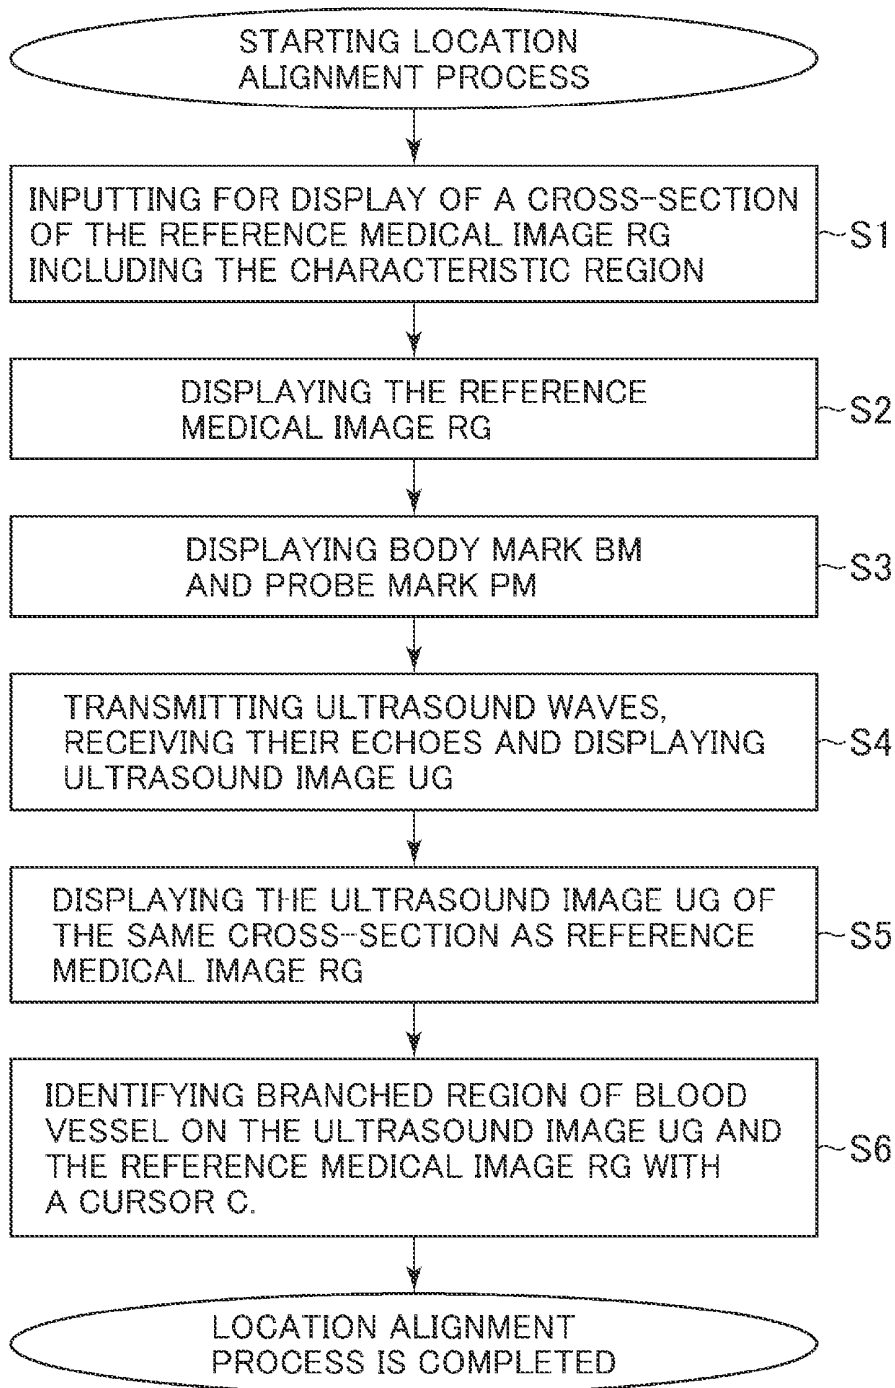 STARTING LOCATION
ALIGNMENT PROCESS
INPUTTING FOR DISPLAY OF A CROSS-SECTION
OF THE REFERENCE MEDICAL IMAGE RG
INCLUDING THE CHARACTERISTIC REGION
S1
DISPLAYING THE REFERENCE
MEDICAL IMAGE RG
S2
DISPLAYING BODY MARK BM
AND PROBE MARK PM
S3
TRANSMITTING ULTRASOUND WAVES,
RECEIVING THEIR ECHOES AND DISPLAYING
ULTRASOUND IMAGE UG
S4
DISPLAYING THE ULTRASOUND IMAGE UG OF
THE SAME CROSS-SECTION AS REFERENCE
MEDICAL IMAGE RG
S5
IDENTIFYING BRANCHED REGION OF BLOOD
VESSEL ON THE ULTRASOUND IMAGE UG AND
THE REFERENCE MEDICAL IMAGE RG WITH
A CURSOR C.
S6
LOCATION ALIGNMENT
PROCESS IS COMPLETED